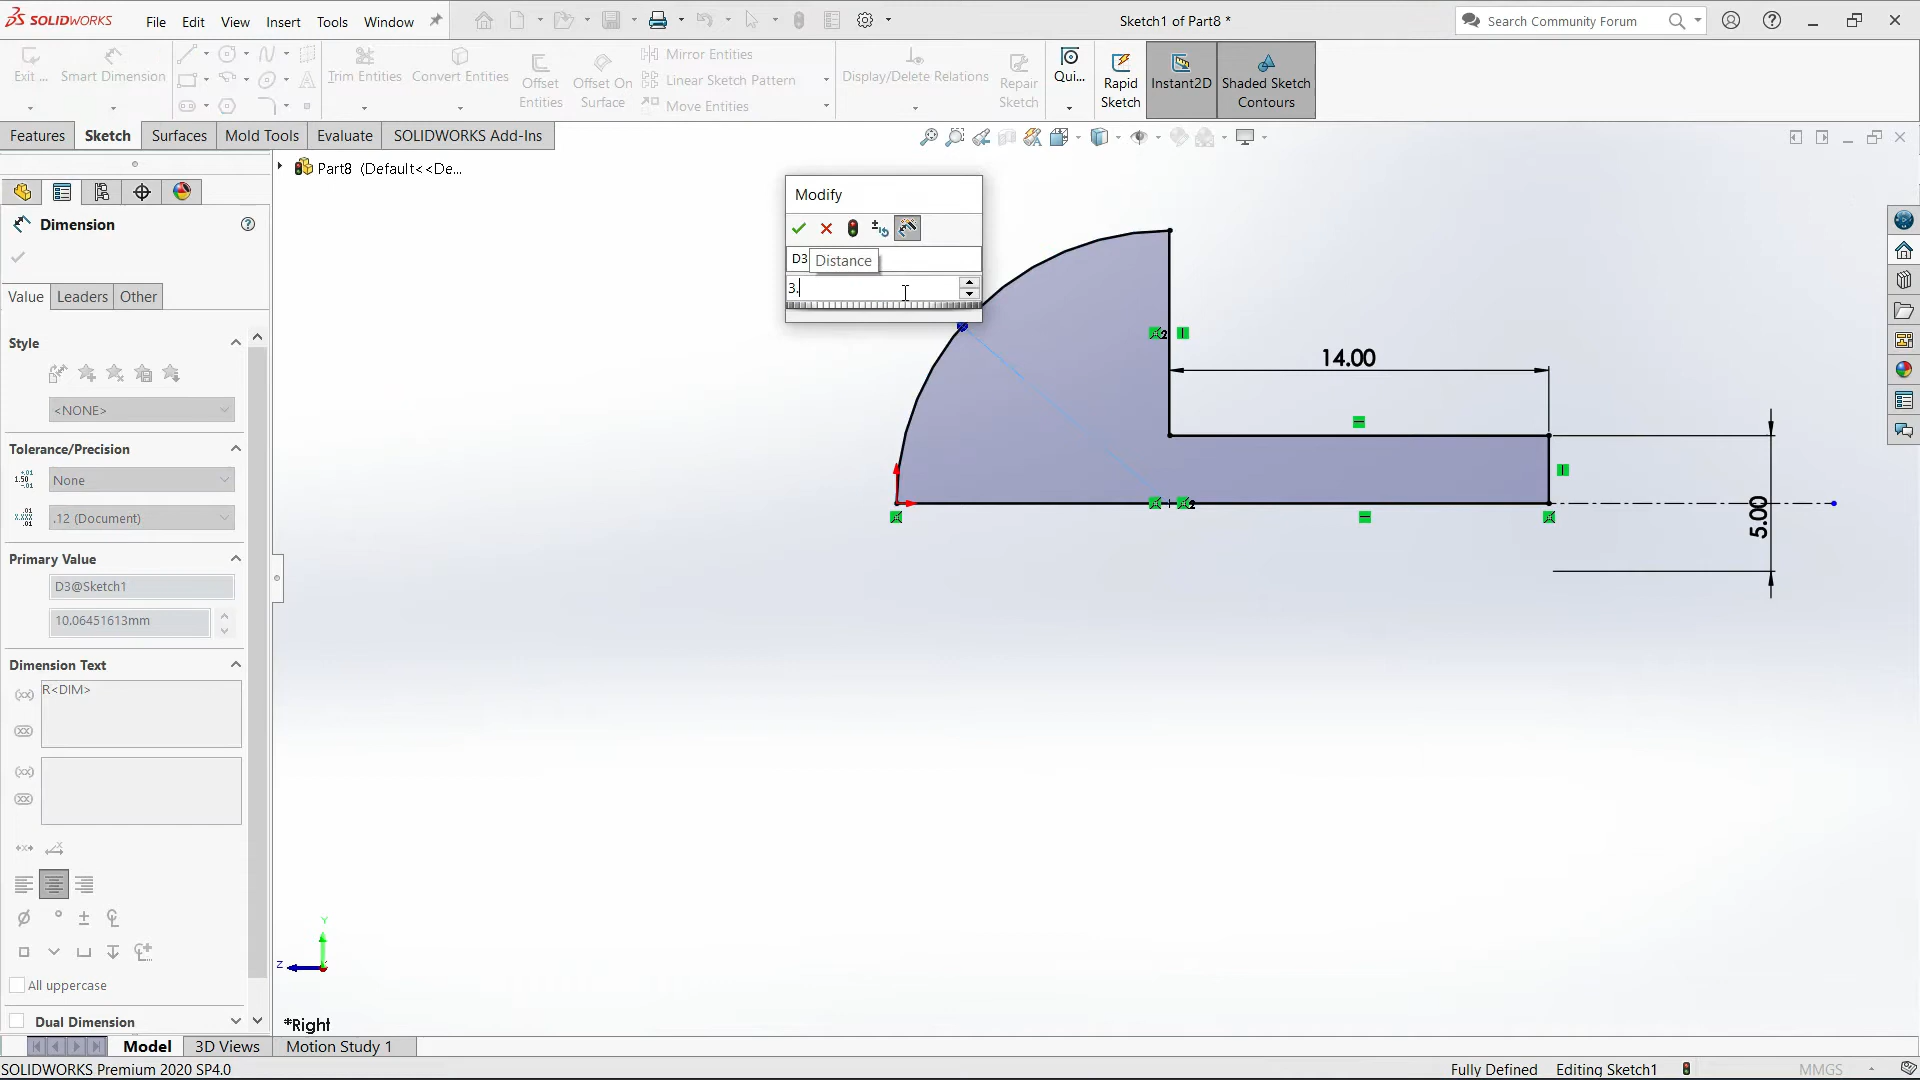 SOLIDWORKS File Edit View Insert Tools Window Sketch1 of Part8 * Search Community Forum
Exit ... Smart Dimension Trim Entities Convert Entities Offset Entities Offset On Surface Mirror Entities Linear Sketch Pattern Move Entities Display/Delete Relations Repair Sketch Qui... Rapid Sketch Instant2D Shaded Sketch Contours
Features Sketch Surfaces Mold Tools Evaluate SOLIDWORKS Add-Ins
Part8 (Default<<De...
Dimension
Value Leaders Other
Style
<NONE>
Tolerance/Precision
None
.12 (Document)
Primary Value
D3@Sketch1
10.06451613mm
Dimension Text
R<DIM>
All uppercase
Dual Dimension
Modify
D3
Distance
3.
14.00
5.00
2
2
Y
Z
*Right
Model 3D Views Motion Study 1
SOLIDWORKS Premium 2020 SP4.0 Fully Defined Editing Sketch1 MMGS